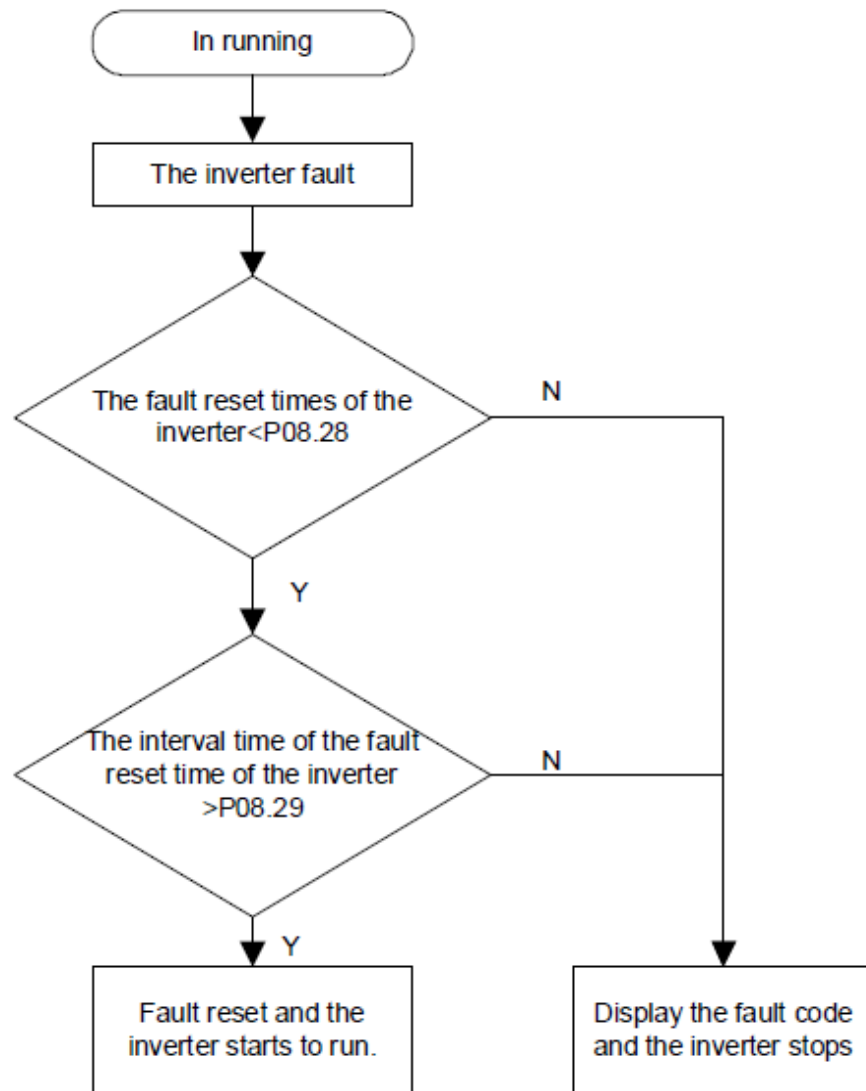 In running
The inverter fault
The fault reset times of the
inverter<P08.28
N
Y
The interval time of the fault
reset time of the inverter
>P08.29
N
Y
Fault reset and the
inverter starts to run.
Display the fault code
and the inverter stops